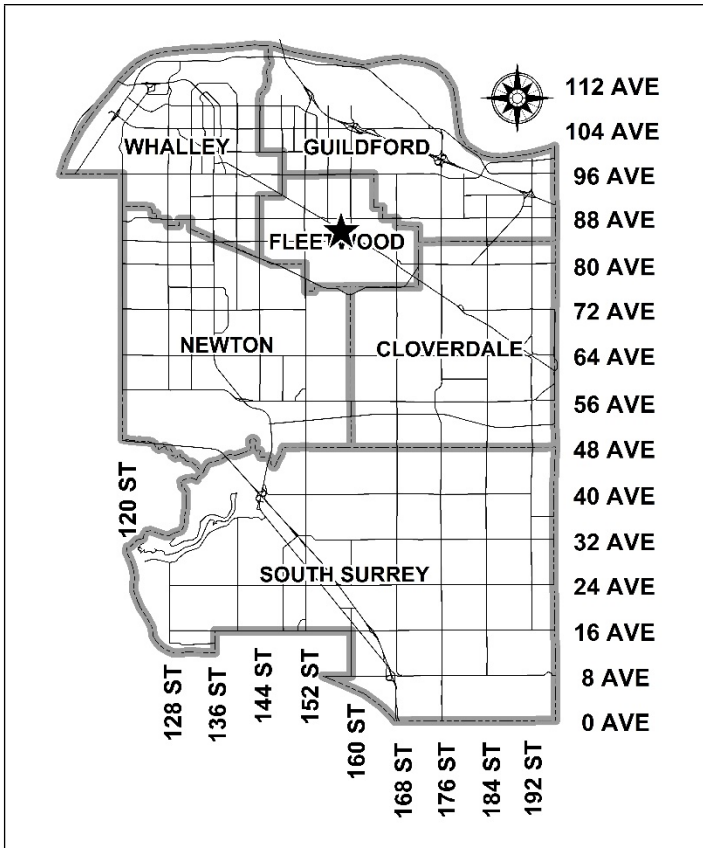 112 AVE
104 AVE
WHALLEY
GUILDFORD
96 AVE
88 AVE
FLEETWOOD
80 AVE
72 AVE
NEWTON
CLOVERDALE
64 AVE
56 AVE
48 AVE
120 ST
40 AVE
32 AVE
SOUTH SURREY
24 AVE
16 AVE
128 ST
136 ST
144 ST
152 ST
8 AVE
160 ST
0 AVE
168 ST
176 ST
184 ST
192 ST